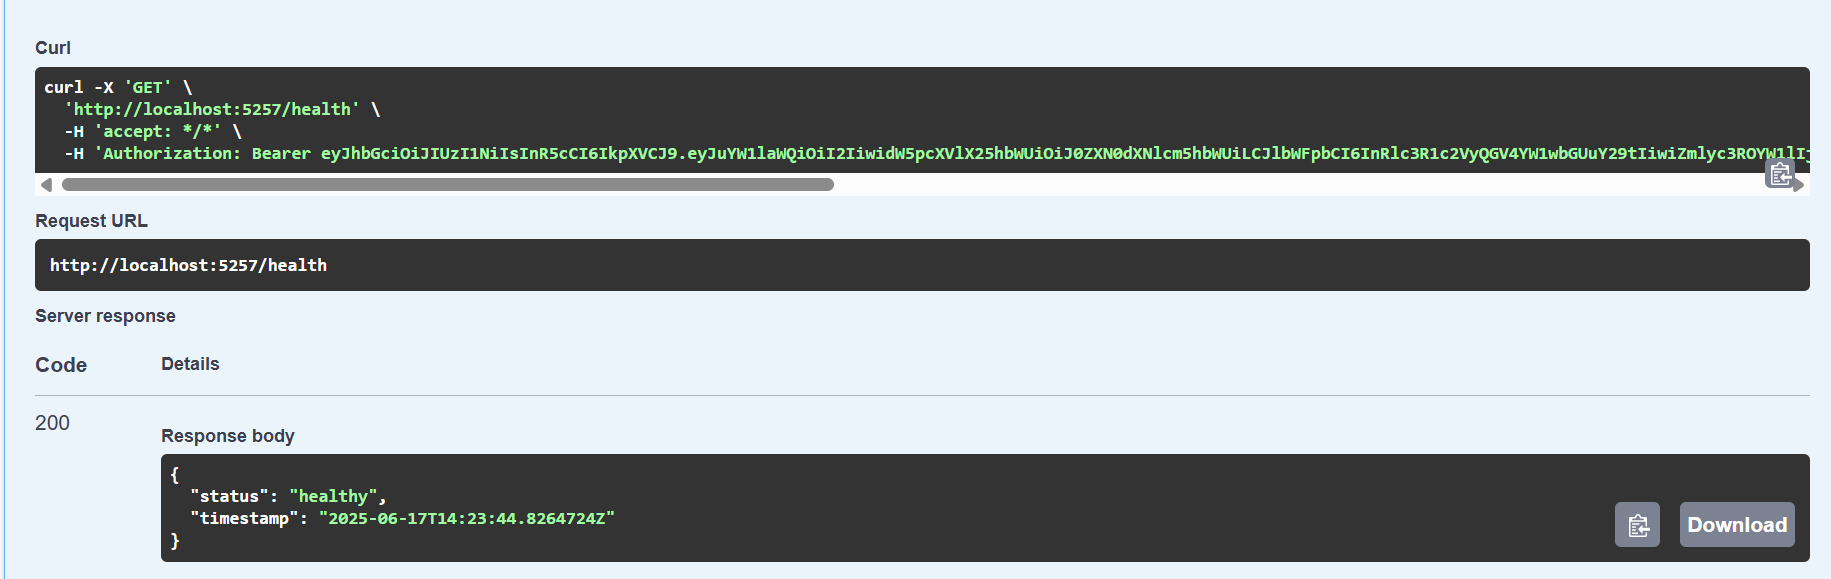 Curl
curl -X 'GET' \
'http://localhost:5257/health' \
-H 'accept: */*' \
-H 'Authorization: Bearer eyJhbGciOiJIUzI1NiIsInR5cCI6IkpXVCJ9.eyJuYW1laWQiOiI2IiwidW5pcXVlX25hbWUiOiJ0ZXN0dXNlcm5hbWUiLCJlbWFpbCI6InRlc3R1c2VyQGV4YW1wbGUuY29tIiwiZmlyc3ROYW1lIj
Request URL
http://localhost:5257/health
Server response
Code Details
200
Response body
{
"status": "healthy",
"timestamp": "2025-06-17T14:23:44.8264724Z"
}
Download